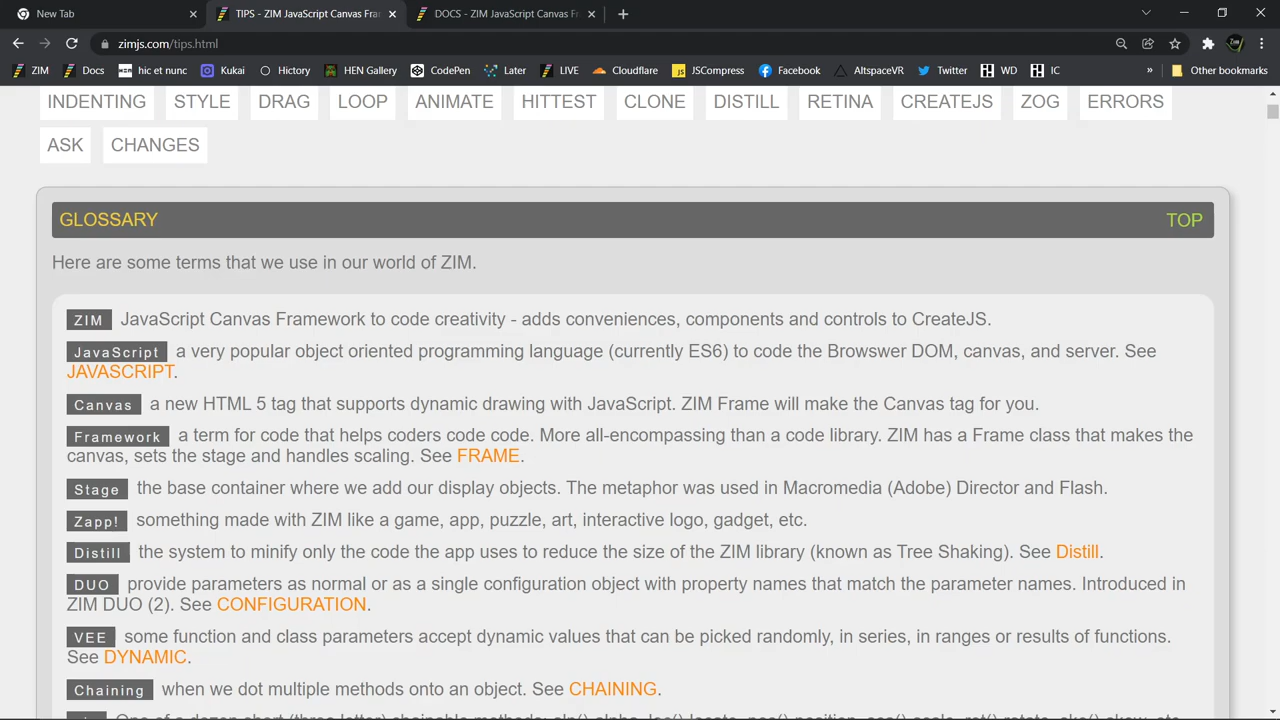 New Tab
TIPS - ZIM JavaScript Canvas Fra
DOCS - ZIM JavaScript Canvas F
zimjs.com/tips.html
ZIM Docs hic et nunc Kukai Hictory HEN Gallery CodePen Later LIVE Cloudflare JSCompress Facebook AltspaceVR Twitter WD IC » Other bookmarks
INDENTING STYLE DRAG LOOP ANIMATE HITTEST CLONE DISTILL RETINA CREATEJS ZOG ERRORS
ASK CHANGES
GLOSSARY TOP
Here are some terms that we use in our world of ZIM.
ZIM JavaScript Canvas Framework to code creativity - adds conveniences, components and controls to CreateJS.
JavaScript a very popular object oriented programming language (currently ES6) to code the Browswer DOM, canvas, and server. See
JAVASCRIPT.
Canvas a new HTML 5 tag that supports dynamic drawing with JavaScript. ZIM Frame will make the Canvas tag for you.
Framework a term for code that helps coders code code. More all-encompassing than a code library. ZIM has a Frame class that makes the
canvas, sets the stage and handles scaling. See FRAME.
Stage the base container where we add our display objects. The metaphor was used in Macromedia (Adobe) Director and Flash.
Zapp! something made with ZIM like a game, app, puzzle, art, interactive logo, gadget, etc.
Distill the system to minify only the code the app uses to reduce the size of the ZIM library (known as Tree Shaking). See Distill.
DUO provide parameters as normal or as a single configuration object with property names that match the parameter names. Introduced in
ZIM DUO (2). See CONFIGURATION.
VEE some function and class parameters accept dynamic values that can be picked randomly, in series, in ranges or results of functions.
See DYNAMIC.
Chaining when we dot multiple methods onto an object. See CHAINING.